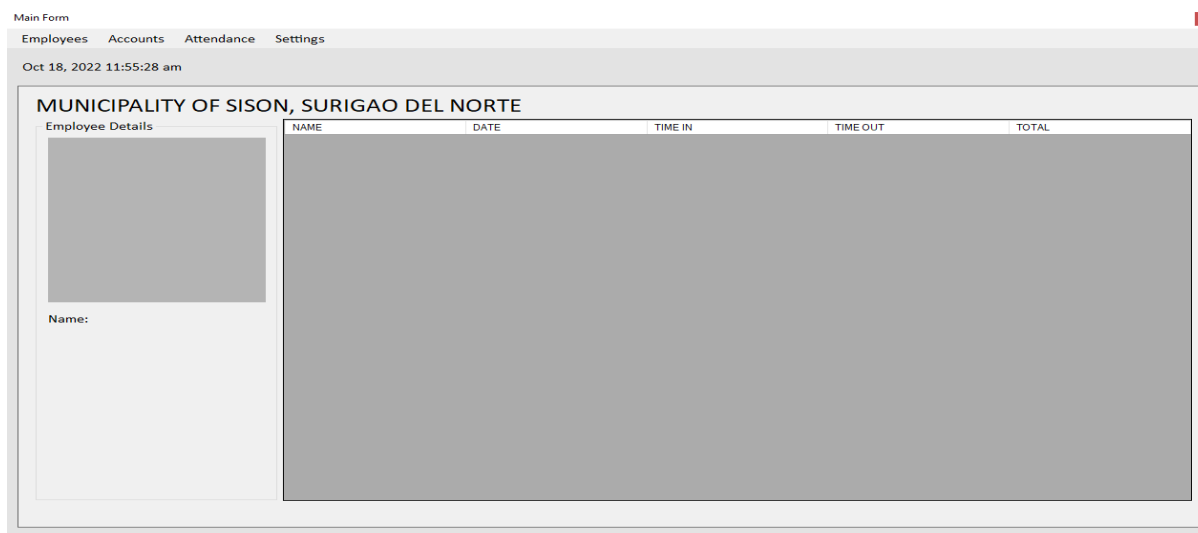 Main Form
Employees Accounts Attendance Settings
Oct 18, 2022 11:55:28 am
MUNICIPALITY OF SISON, SURIGAO DEL NORTE
Employee Details
NAME DATE TIME IN TIME OUT TOTAL
Name: